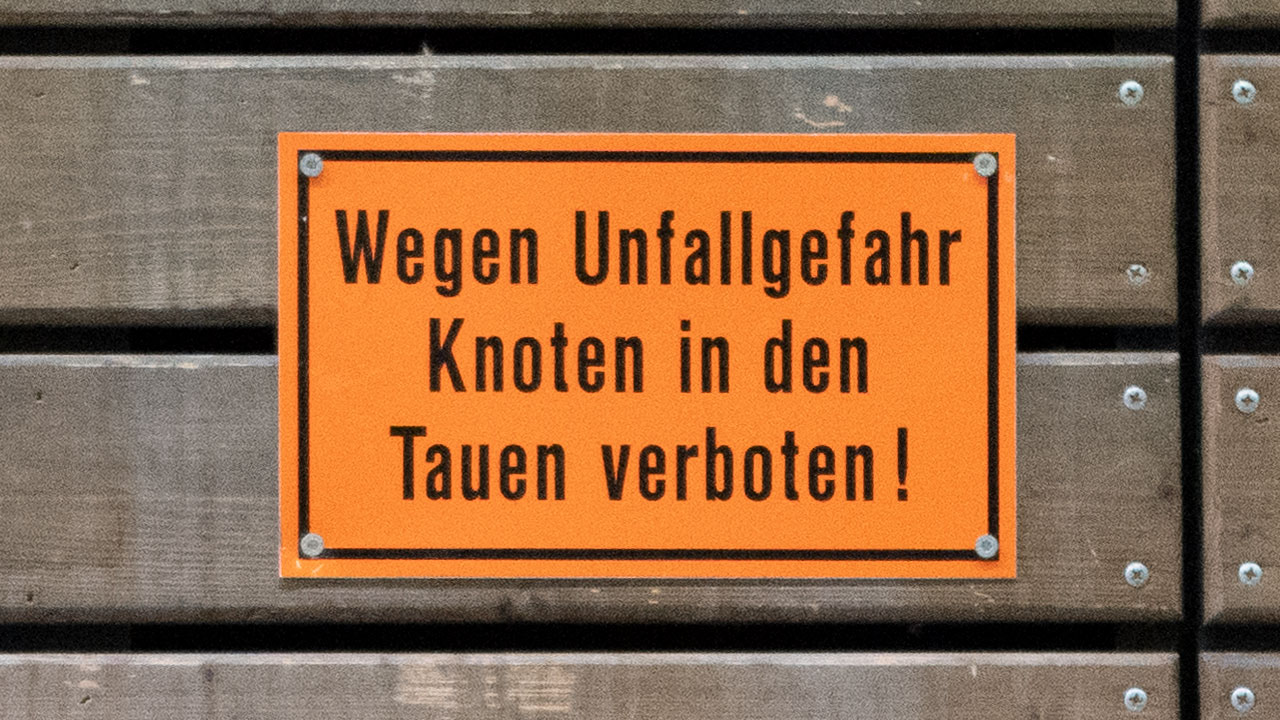 Wegen Unfallgefahr
Knoten in den
Tauen verboten!